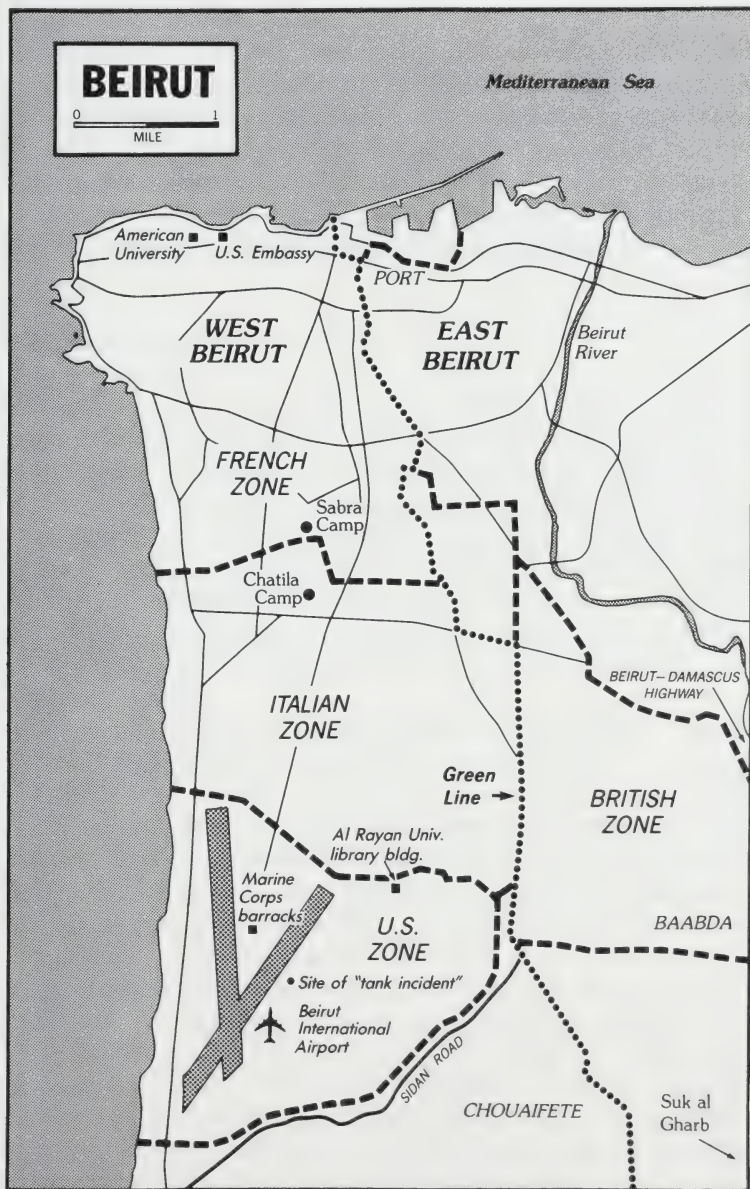 BEIRUT
0 1
MILE
Mediterranean Sea
American
University
U.S. Embassy
PORT
WEST
BEIRUT
EAST
BEIRUT
Beirut
River
FRENCH
ZONE
Sabra
Camp
Chatila
Camp
BEIRUT–DAMASCUS
HIGHWAY
ITALIAN
ZONE
Green
Line
BRITISH
ZONE
Al Rayan Univ.
library bldg.
Marine
Corps
barracks
U.S.
ZONE
BAABDA
Site of "tank incident"
Beirut
International
Airport
SIDAN ROAD
CHOUAIFETE
Suk al
Gharb